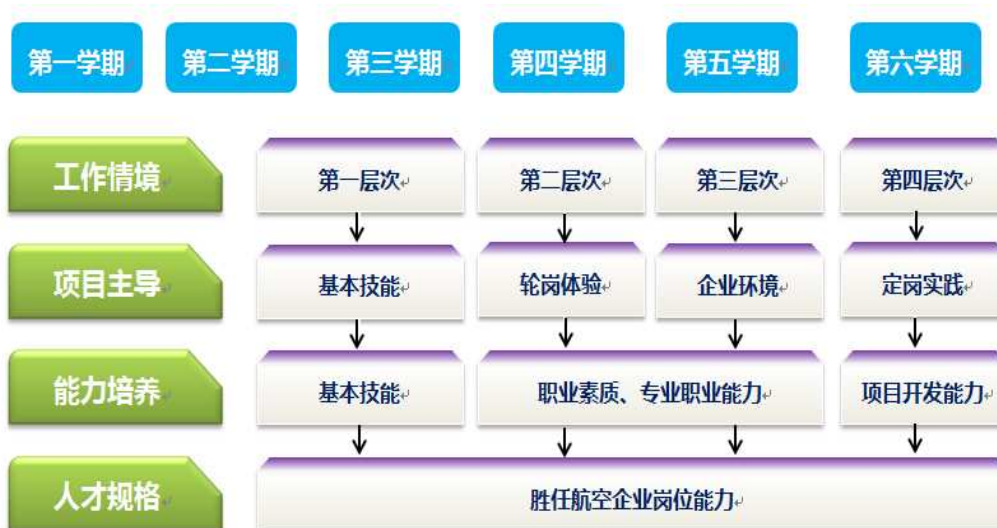 第一学期 第二学期 第三学期 第四学期 第五学期 第六学期
工作情境 第一层次 第二层次 第三层次 第四层次
项目主导 基本技能 轮岗体验 企业环境 定岗实践
能力培养 基本技能 职业素质、专业职业能力 项目开发能力
人才规格 胜任航空企业岗位能力